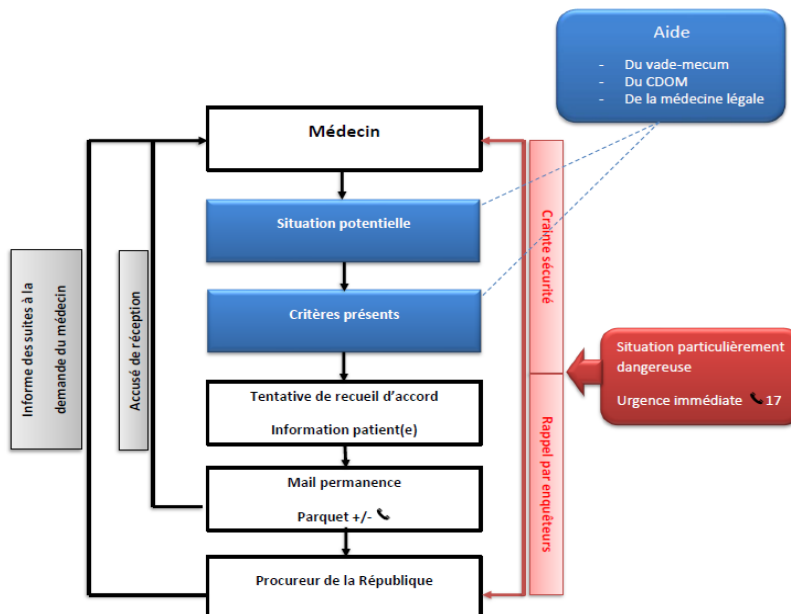 Aide
- Du vade-mecum
- Du CDOM
- De la médecine légale
Médecin
Situation potentielle
Critères présents
Tentative de recueil d'accord
Information patient(e)
Mail permanence
Parquet +/-
Procureur de la République
Informe des suites à la
demande du médecin
Accusé de réception
Crainte sécurité
Rappel par enquêteurs
Situation particulièrement
dangereuse
Urgence immédiate 17